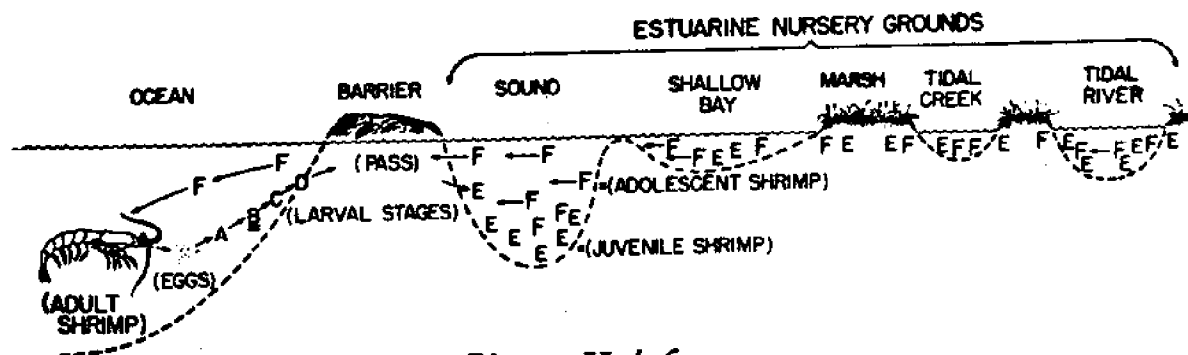 ESTUARINE NURSERY GROUNDS
OCEAN BARRIER SOUND SHALLOW BAY MARSH TIDAL CREEK TIDAL RIVER
F E F E F E F F E E F F E F E F E F E E
F (PASS) F F F E E F E F E F E
F D E F =(ADOLESCENT SHRIMP)
C F
B (LARVAL STAGES) F E
A E E F E
E =(JUVENILE SHRIMP)
(EGGS)
(ADULT SHRIMP)